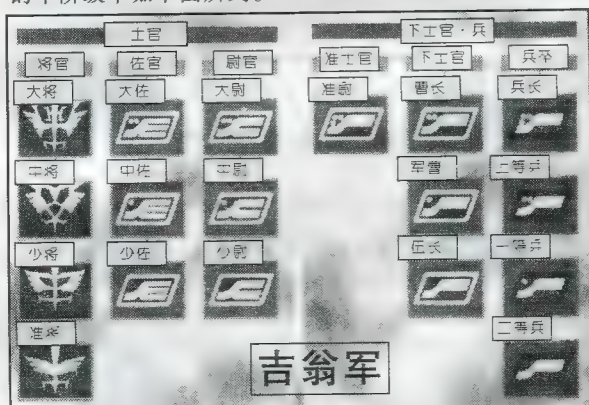 士官 下士官·兵
将官 佐官 尉官 准士官 下士官 兵卒
大将 大佐 大尉 准尉 曹长 兵长
中将 中佐 中尉 军曹 上等兵
少将 少佐 少尉 伍长 一等兵
准将 二等兵
吉翁军